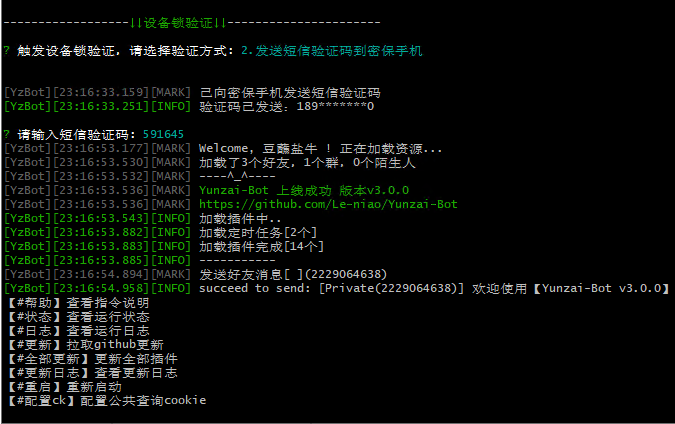 ------------------↓↓设备锁验证↓↓----------------------
? 触发设备锁验证, 请选择验证方式: 2.发送短信验证码到密保手机
[YzBot][23:16:33.159][MARK] 已向密保手机发送短信验证码
[YzBot][23:16:33.251][INFO] 验证码已发送: 189*******0
? 请输入短信验证码: 591645
[YzBot][23:16:53.177][MARK] Welcome, 豆蘸盐牛 ! 正在加载资源...
[YzBot][23:16:53.530][MARK] 加载了3个好友, 1个群, 0个陌生人
[YzBot][23:16:53.532][MARK] ----^_^----
[YzBot][23:16:53.536][MARK] Yunzai-Bot 上线成功 版本v3.0.0
[YzBot][23:16:53.536][MARK] https://github.com/Le-niao/Yunzai-Bot
[YzBot][23:16:53.543][INFO] 加载插件中..
[YzBot][23:16:53.882][INFO] 加载定时任务[2个]
[YzBot][23:16:53.883][INFO] 加载插件完成[14个]
[YzBot][23:16:53.885][INFO] -----------
[YzBot][23:16:54.894][MARK] 发送好友消息[ ](2229064638)
[YzBot][23:16:54.958][INFO] succeed to send: [Private(2229064638)] 欢迎使用【Yunzai-Bot v3.0.0】
【#帮助】查看指令说明
【#状态】查看运行状态
【#日志】查看运行日志
【#更新】拉取github更新
【#全部更新】更新全部插件
【#更新日志】查看更新日志
【#重启】重新启动
【#配置ck】配置公共查询cookie